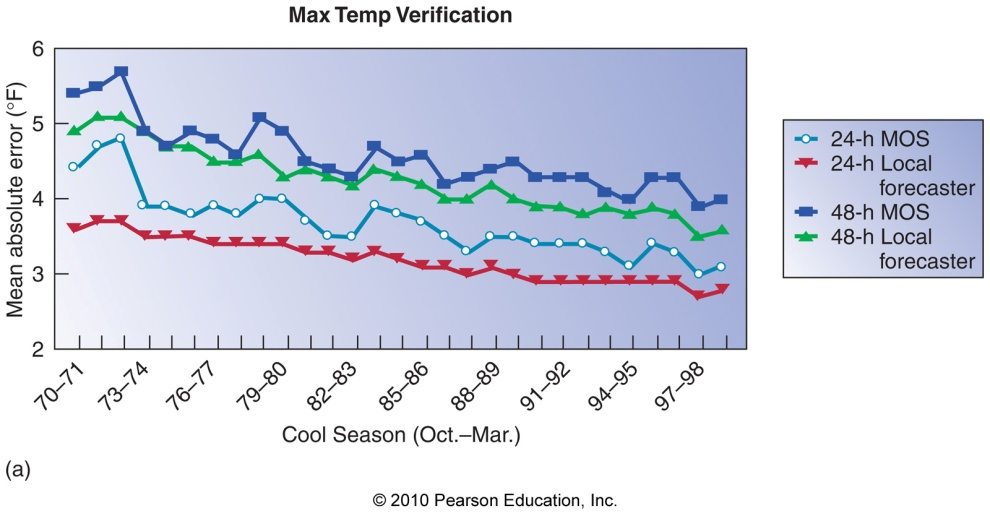 Max Temp Verification
Mean absolute error (°F)
6
5
4
3
2
70–71
73–74
76–77
79–80
82–83
85–86
88–89
91–92
94–95
97–98
Cool Season (Oct.–Mar.)
24-h MOS
24-h Local
forecaster
48-h MOS
48-h Local
forecaster
(a)
© 2010 Pearson Education, Inc.